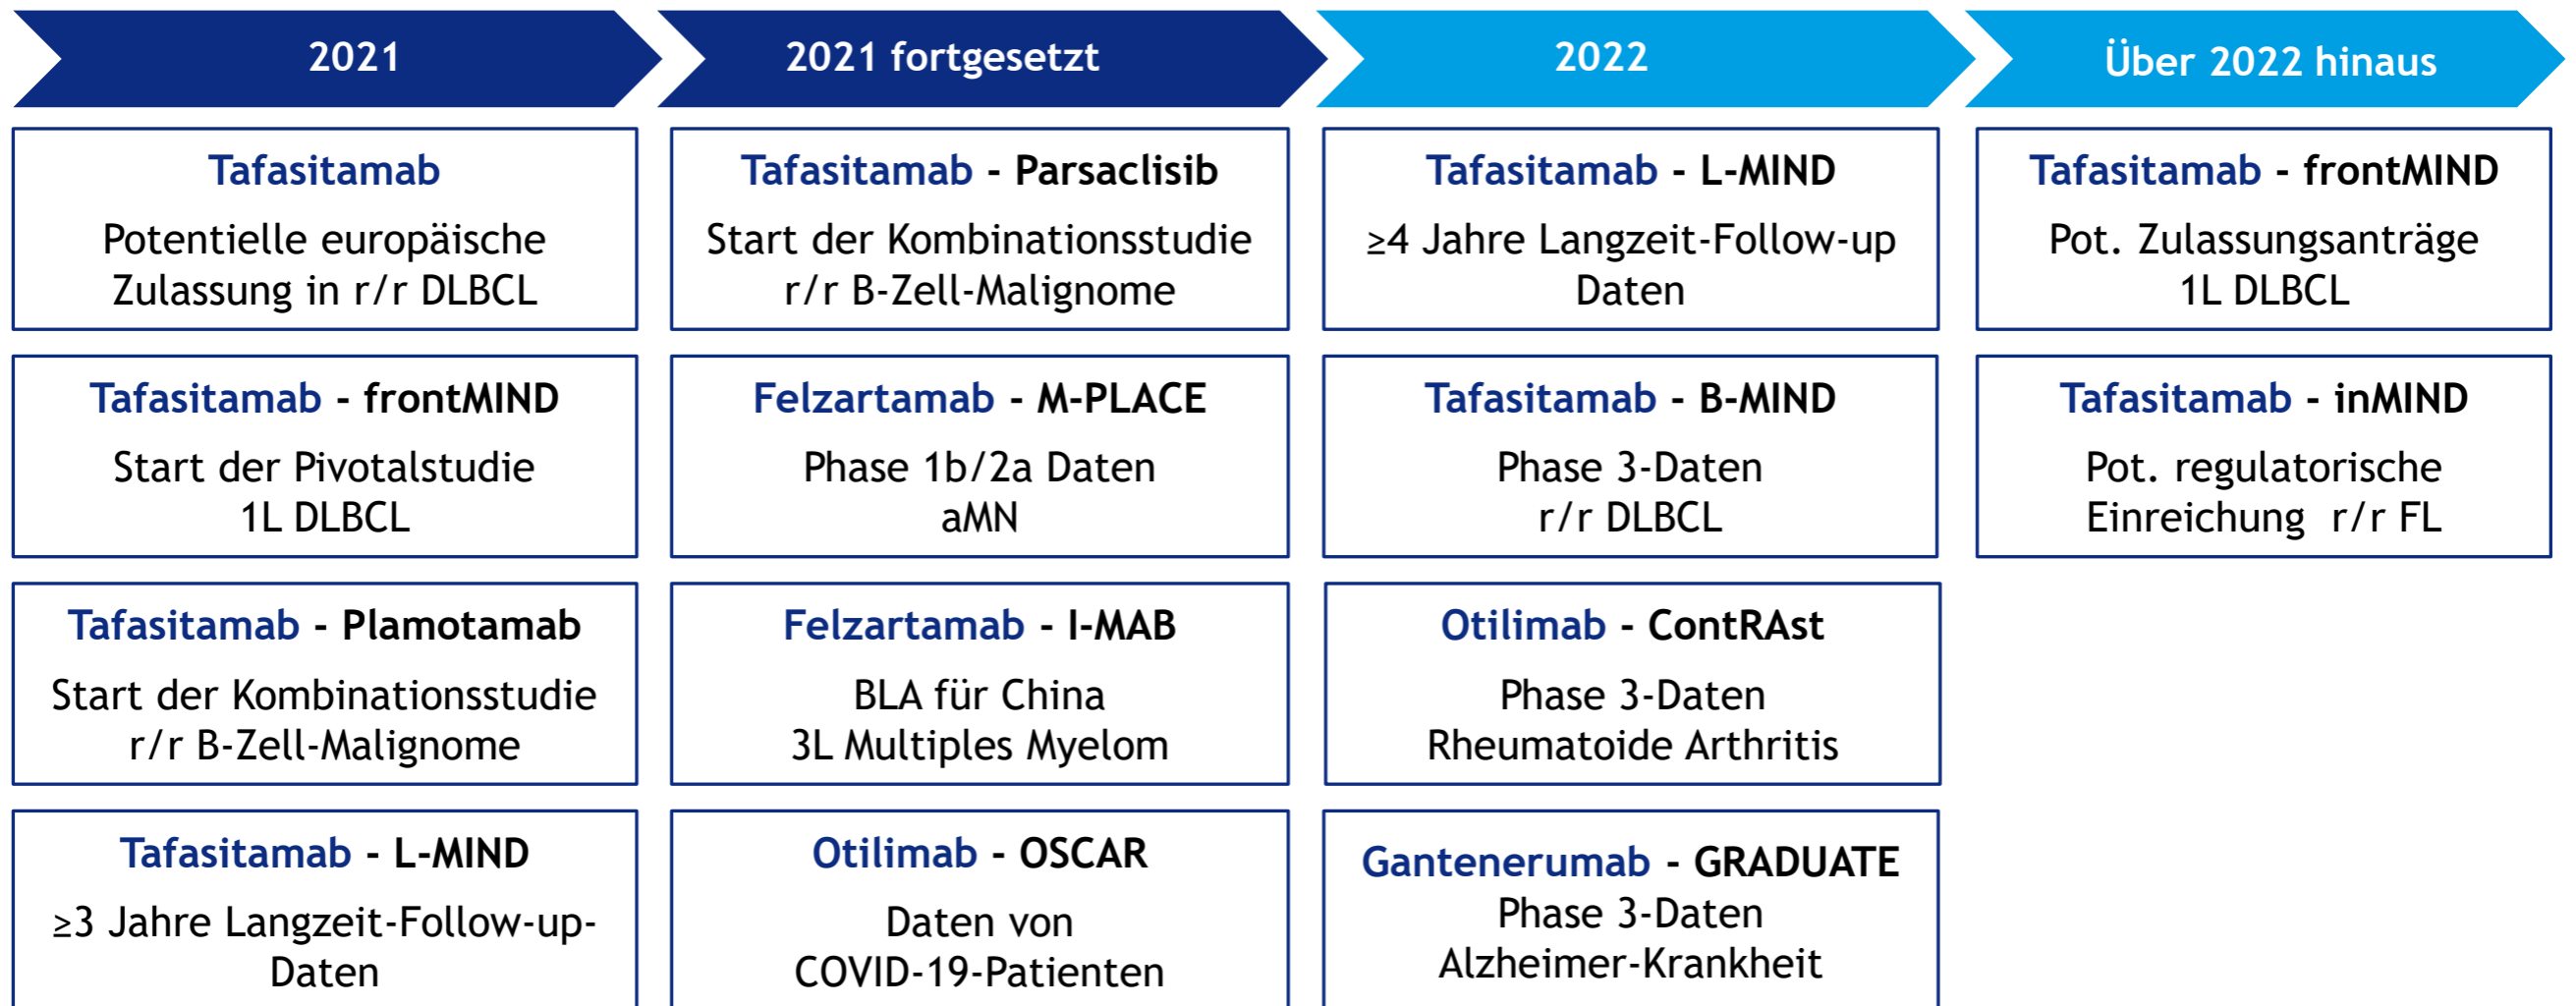 2021
Tafasitamab
Potentielle europäische
Zulassung in r/r DLBCL
Tafasitamab - frontMIND
Start der Pivotalstudie
1L DLBCL
Tafasitamab - Plamotamab
Start der Kombinationsstudie
r/r B-Zell-Malignome
Tafasitamab - L-MIND
≥3 Jahre Langzeit-Follow-up-
Daten
2021 fortgesetzt
Tafasitamab - Parsaclisib
Start der Kombinationsstudie
r/r B-Zell-Malignome
Felzartamab - M-PLACE
Phase 1b/2a Daten
aMN
Felzartamab - I-MAB
BLA für China
3L Multiples Myelom
Otilimab - OSCAR
Daten von
COVID-19-Patienten
2022
Tafasitamab - L-MIND
≥4 Jahre Langzeit-Follow-up
Daten
Tafasitamab - B-MIND
Phase 3-Daten
r/r DLBCL
Otilimab - ContRAst
Phase 3-Daten
Rheumatoide Arthritis
Gantenerumab - GRADUATE
Phase 3-Daten
Alzheimer-Krankheit
Über 2022 hinaus
Tafasitamab - frontMIND
Pot. Zulassungsanträge
1L DLBCL
Tafasitamab - inMIND
Pot. regulatorische
Einreichung r/r FL